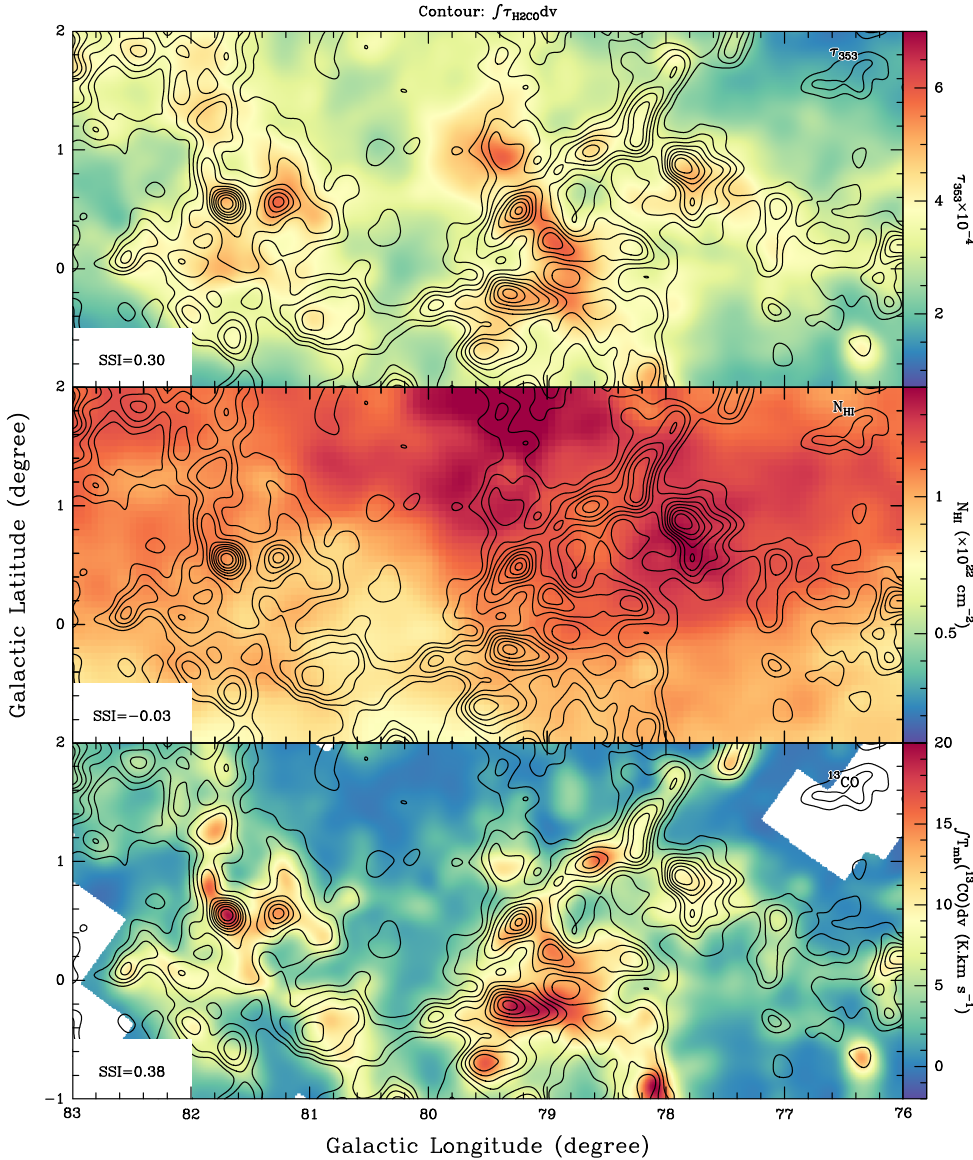 Contour: ∫τH2COdv
2
1
0
τ353
SSI=0.30
6
4
2
τ353×10−4
2
1
0
NHI
SSI=−0.03
1
0.5
NHI (×10²² cm−2)
2
1
0
−1
13CO
SSI=0.38
20
15
10
5
0
∫Tmb(13CO)dv (K.km s−1)
83
82
81
80
79
78
77
76
Galactic Latitude (degree)
Galactic Longitude (degree)